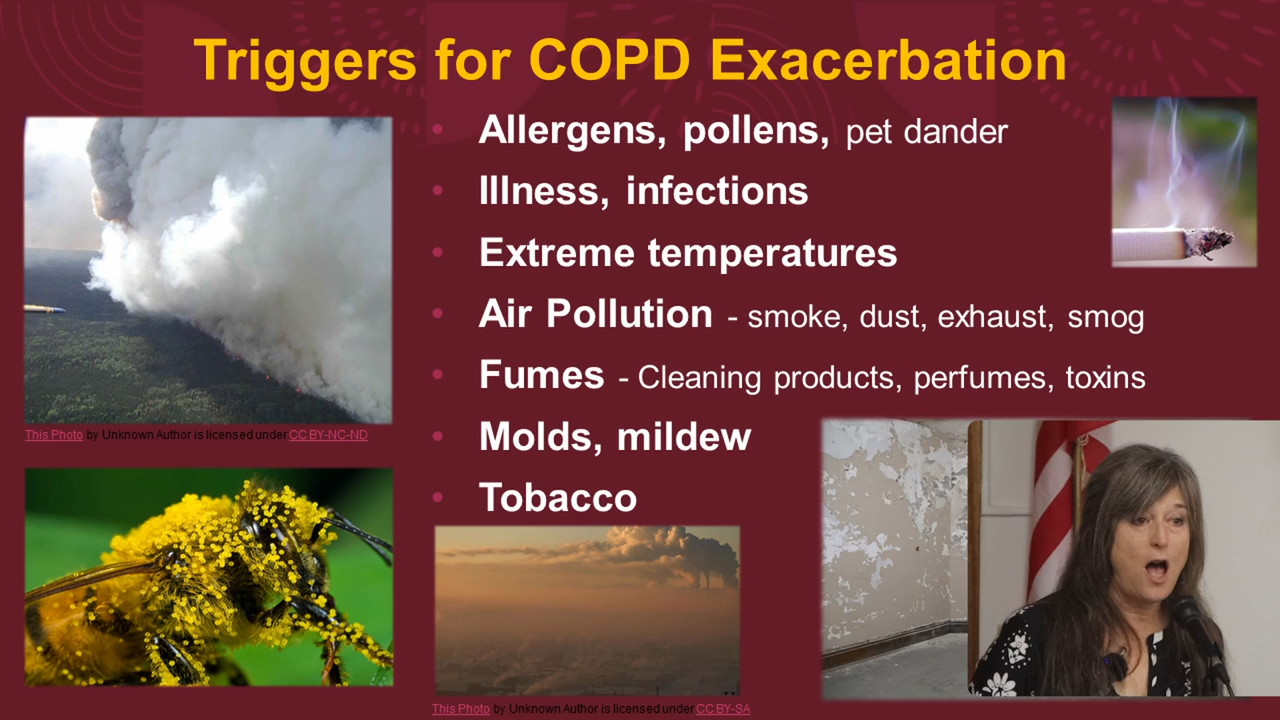 Triggers for COPD Exacerbation
• Allergens, pollens, pet dander
• Illness, infections
• Extreme temperatures
• Air Pollution - smoke, dust, exhaust, smog
• Fumes - Cleaning products, perfumes, toxins
• Molds, mildew
• Tobacco
This Photo by Unknown Author is licensed under CC BY-NC-ND
This Photo by Unknown Author is licensed under CC BY-SA